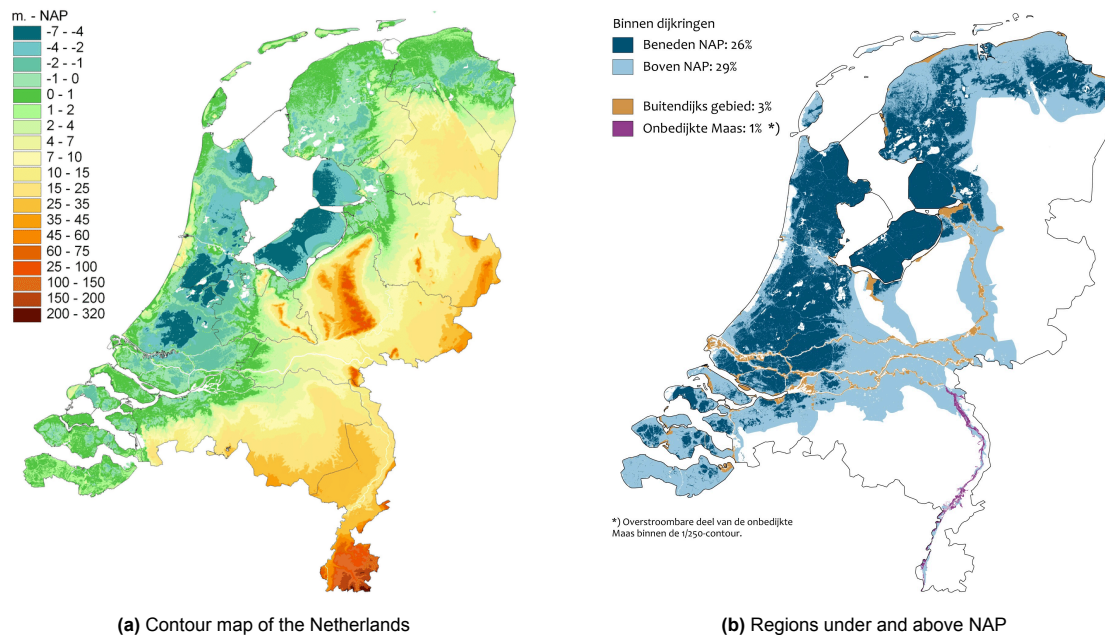 m. - NAP
-7 - -4
-4 - -2
-2 - -1
-1 - 0
0 - 1
1 - 2
2 - 4
4 - 7
7 - 10
10 - 15
15 - 25
25 - 35
35 - 45
45 - 60
60 - 75
25 - 100
100 - 150
150 - 200
200 - 320
(a) Contour map of the Netherlands
Binnen dijkringen
Beneden NAP: 26%
Boven NAP: 29%
Buitendijks gebied: 3%
Onbedijkte Maas: 1% *)
*) Overstroombare deel van de onbedijkte
Maas binnen de 1/250-contour.
(b) Regions under and above NAP